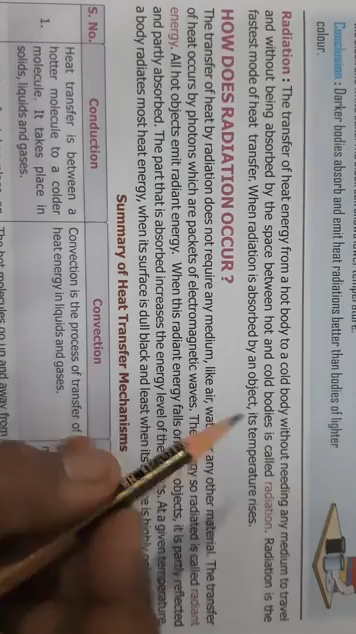 temperature.
Conclusion : Darker bodies absorb and emit heat radiations better than bodies of lighter
colour.
Radiation : The transfer of heat energy from a hot body to a cold body without needing any medium to travel
and without being absorbed by the space between hot and cold bodies is called radiation. Radiation is the
fastest mode of heat transfer. When radiation is absorbed by an object, its temperature rises.
HOW DOES RADIATION OCCUR ?
The transfer of heat by radiation does not require any medium, like air, any other material. The transfer
of heat occurs by photons which are packets of electromagnetic waves. so radiated is called radiant
energy. All hot objects emit radiant energy. When this radiant energy falls objects, it is partly reflected
and partly absorbed. The part that is absorbed increases the energy level of the At a given temperature,
a body radiates most heat energy, when its surface is dull black and least when its is highly
Summary of Heat Transfer Mechanisms
S. No. Conduction Convection
1. Heat transfer is between a hotter molecule to a colder molecule. It takes place in solids, liquids and gases.
Convection is the process of transfer of heat energy in liquids and gases.
The hot molecules go up and away from